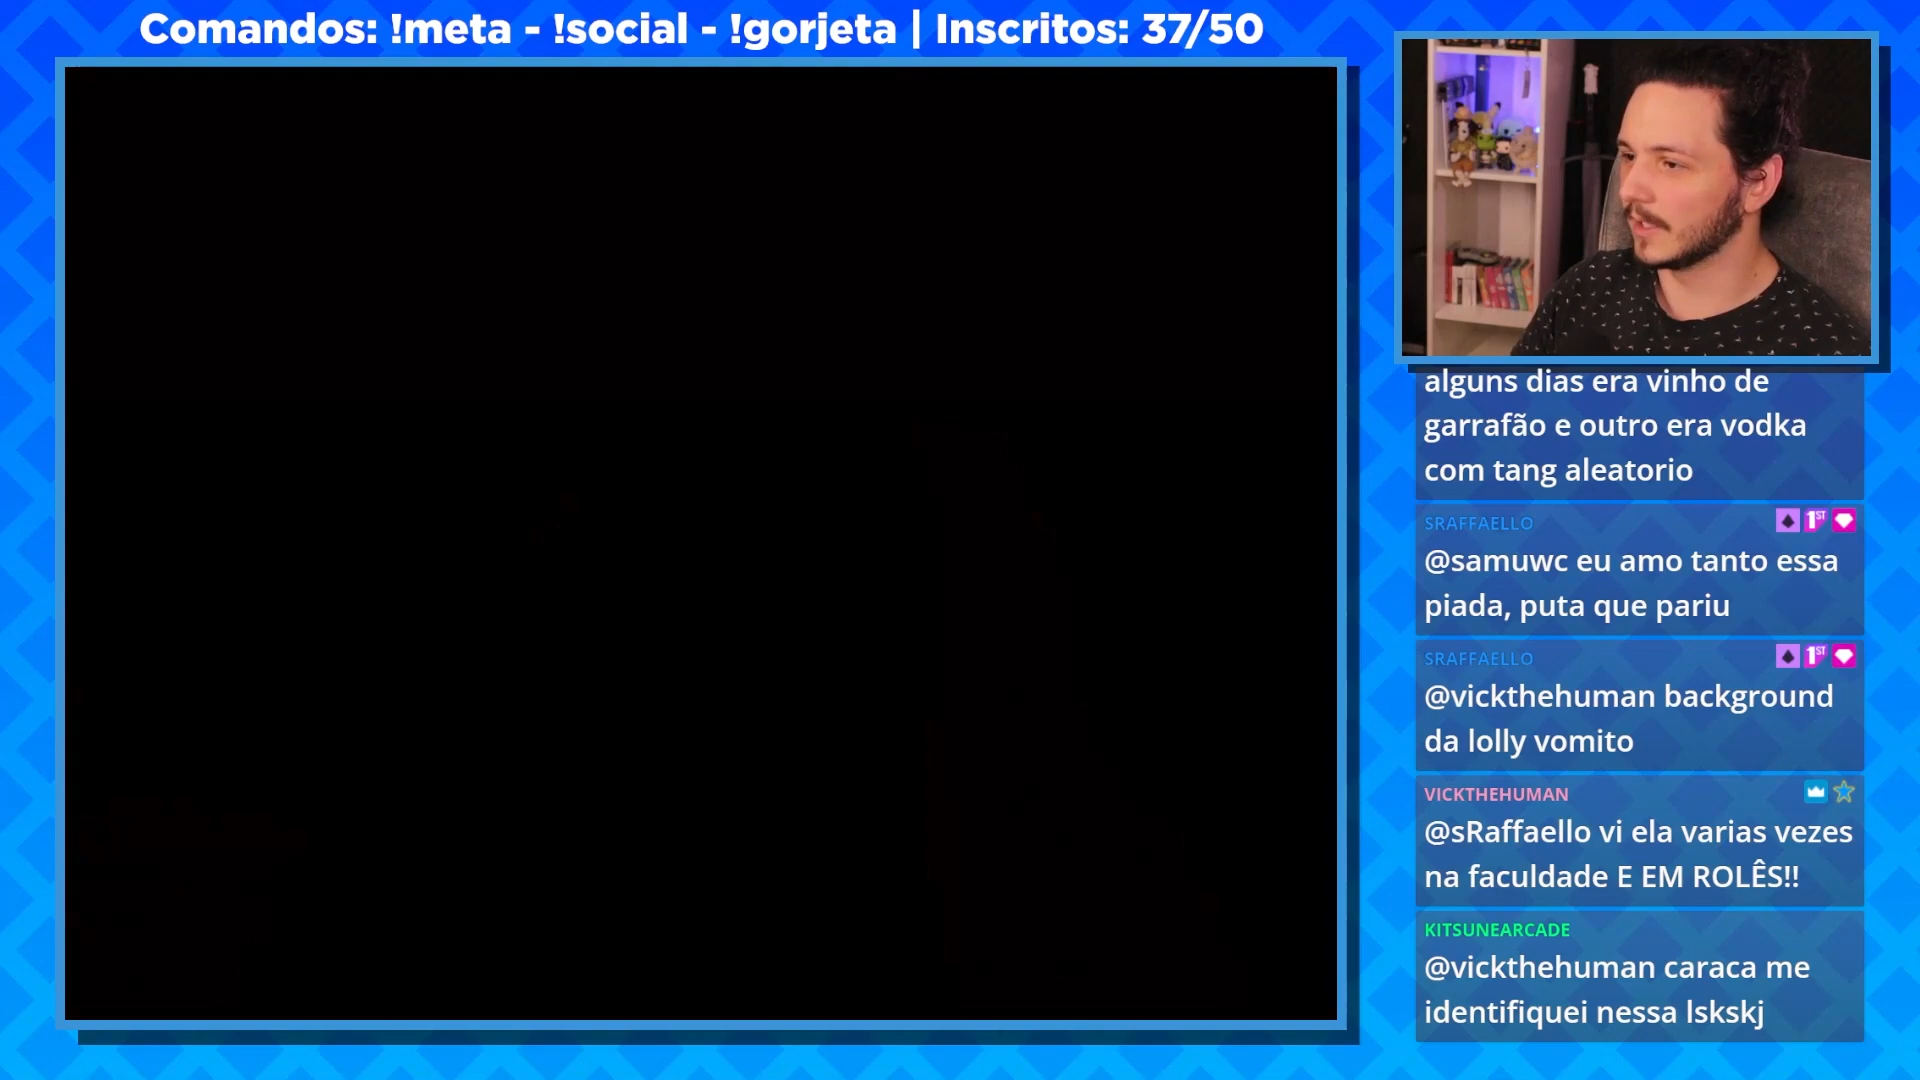 Comandos: !meta - !social - !gorjeta | Inscritos: 37/50
alguns dias era vinho de
garrafão e outro era vodka
com tang aleatorio
SRAFFAELLO
1ST
@samuwc eu amo tanto essa
piada, puta que pariu
SRAFFAELLO
1ST
@vickthehuman background
da lolly vomito
VICKTHEHUMAN
@sRaffaello vi ela varias vezes
na faculdade E EM ROLÊS!!
KITSUNEARCADE
@vickthehuman caraca me
identifiquei nessa lskskj